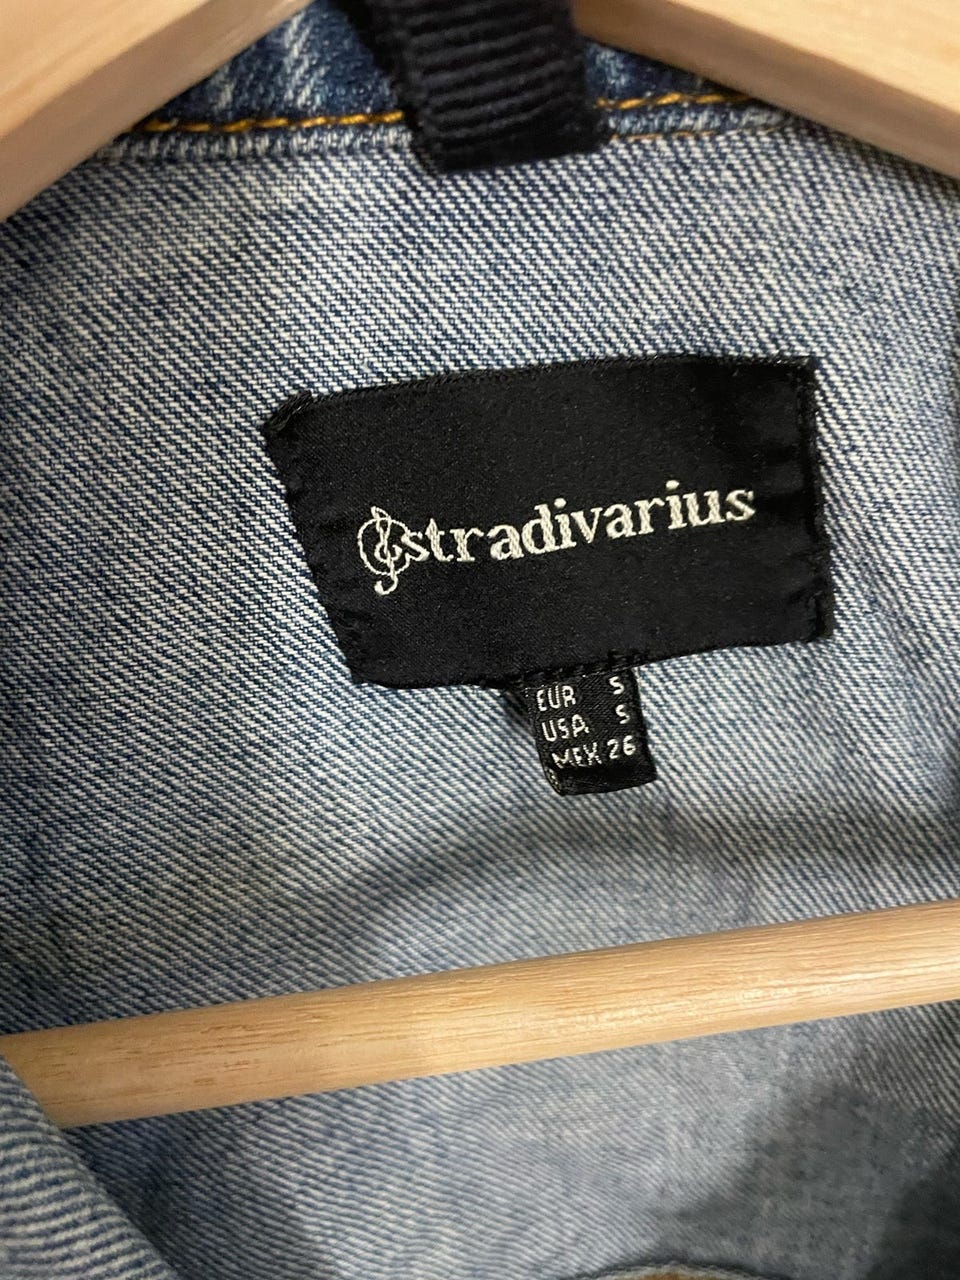 stradivarius
EUR S
USA S
MEX 26